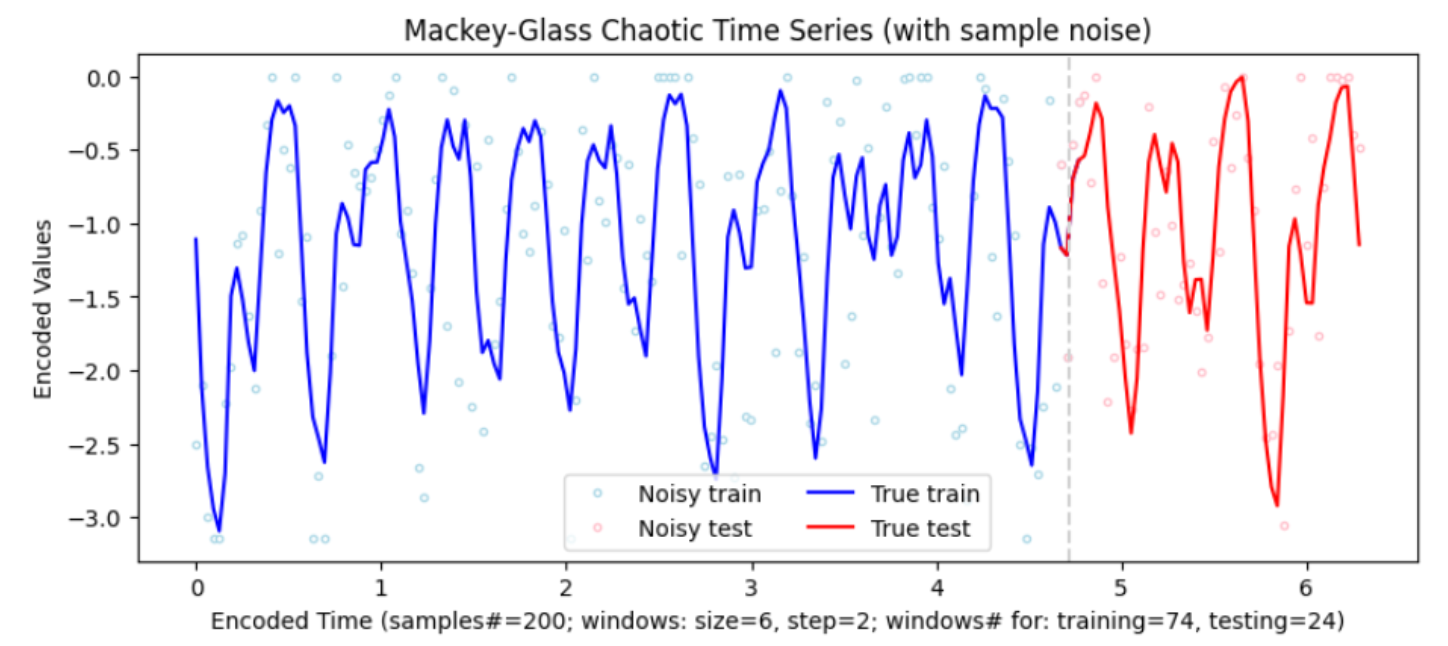 Mackey-Glass Chaotic Time Series (with sample noise)
0.0
−0.5
−1.0
−1.5
−2.0
−2.5
−3.0
Encoded Values
Noisy train
True train
Noisy test
True test
0 1 2 3 4 5 6
Encoded Time (samples#=200; windows: size=6, step=2; windows# for: training=74, testing=24)